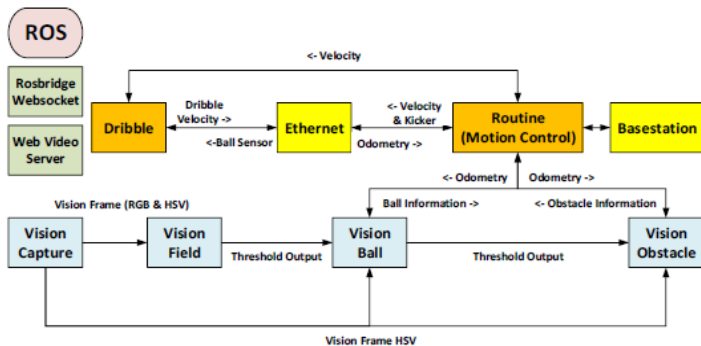 ROS
<- Velocity
Rosbridge
Websocket
Web Video
Server
Dribble
Dribble
Velocity ->
<-Ball Sensor
Ethernet
<- Velocity
& Kicker
Odometry ->
Routine
(Motion Control)
Basestation
<- Odometry
Odometry ->
Ball Information ->
<- Obstacle Information
Vision Frame (RGB & HSV)
Vision
Capture
Vision
Field
Threshold Output
Vision
Ball
Threshold Output
Vision
Obstacle
Vision Frame HSV